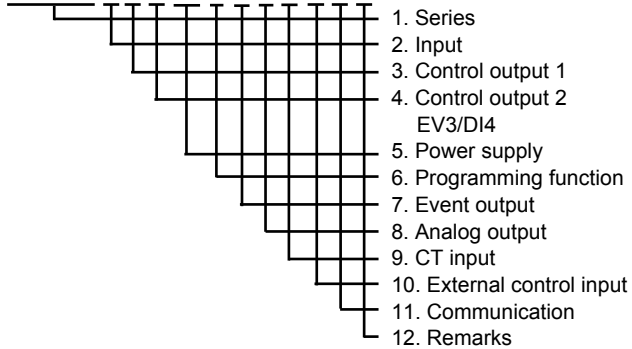 1. Series
2. Input
3. Control output 1
4. Control output 2
EV3/DI4
5. Power supply
6. Programming function
7. Event output
8. Analog output
9. CT input
10. External control input
11. Communication
12. Remarks